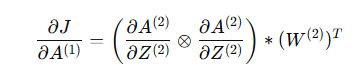 ∂J/∂A⁽¹⁾ = (∂A⁽²⁾/∂Z⁽²⁾ ⊗ ∂A⁽²⁾/∂Z⁽²⁾) * (W⁽²⁾)ᵀ